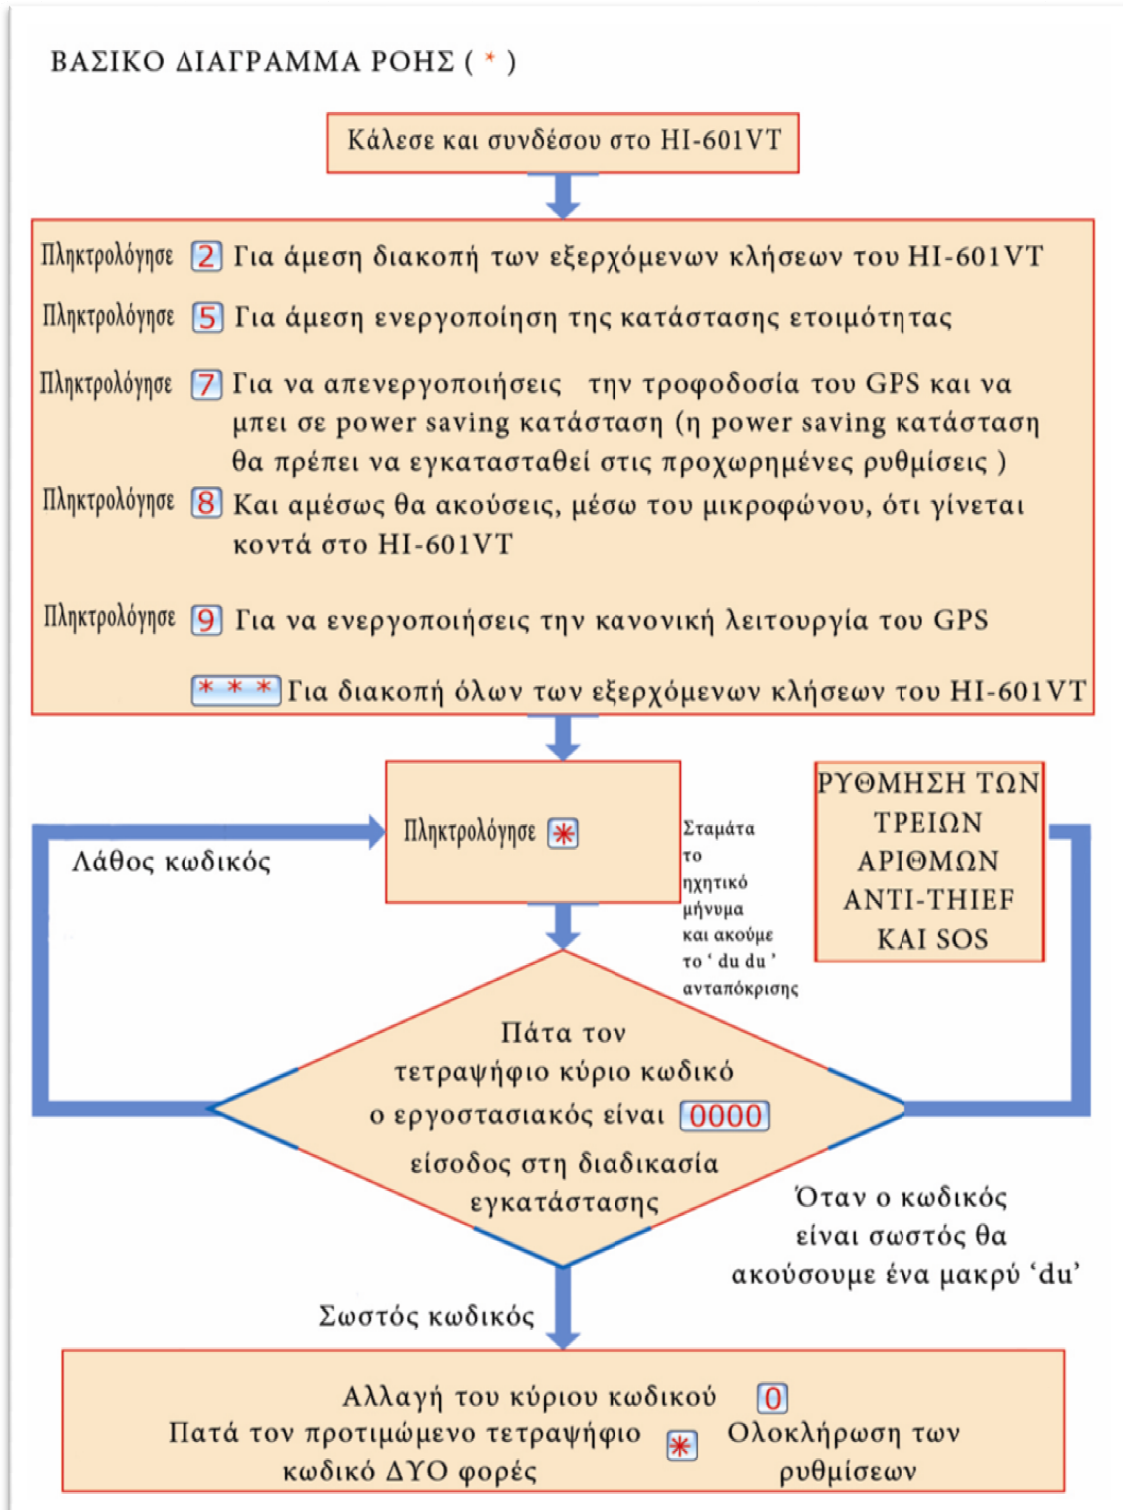 ΒΑΣΙΚΟ ΔΙΑΓΡΑΜΜΑ ΡΟΗΣ ( * )
Κάλεσε και συνδέσου στο HI-601VT
Πληκτρολόγησε 2 Για άμεση διακοπή των εξερχόμενων κλήσεων του HI-601VT
Πληκτρολόγησε 5 Για άμεση ενεργοποίηση της κατάστασης ετοιμότητας
Πληκτρολόγησε 7 Για να απενεργοποιήσεις την τροφοδοσία του GPS και να
μπει σε power saving κατάσταση (η power saving κατάσταση
θα πρέπει να εγκατασταθεί στις προχωρημένες ρυθμίσεις )
Πληκτρολόγησε 8 Και αμέσως θα ακούσεις, μέσω του μικροφώνου, ότι γίνεται
κοντά στο HI-601VT
Πληκτρολόγησε 9 Για να ενεργοποιήσεις την κανονική λειτουργία του GPS
* * * Για διακοπή όλων των εξερχόμενων κλήσεων του HI-601VT
Πληκτρολόγησε *
Σταμάτα
το
ηχητικό
μήνυμα
και ακούμε
το ‘ du du ’
ανταπόκρισης
ΡΥΘΜΗΣΗ ΤΩΝ
ΤΡΕΙΩΝ
ΑΡΙΘΜΩΝ
ANTI-THIEF
ΚΑΙ SOS
Λάθος κωδικός
Πάτα τον
τετραψήφιο κύριο κωδικό
ο εργοστασιακός είναι 0000
είσοδος στη διαδικασία
εγκατάστασης
Όταν ο κωδικός
είναι σωστός θα
ακούσουμε ένα μακρύ ‘du’
Σωστός κωδικός
Αλλαγή του κύριου κωδικού 0
Πατά τον προτιμώμενο τετραψήφιο * Ολοκλήρωση των
κωδικό ΔΥΟ φορές ρυθμίσεων